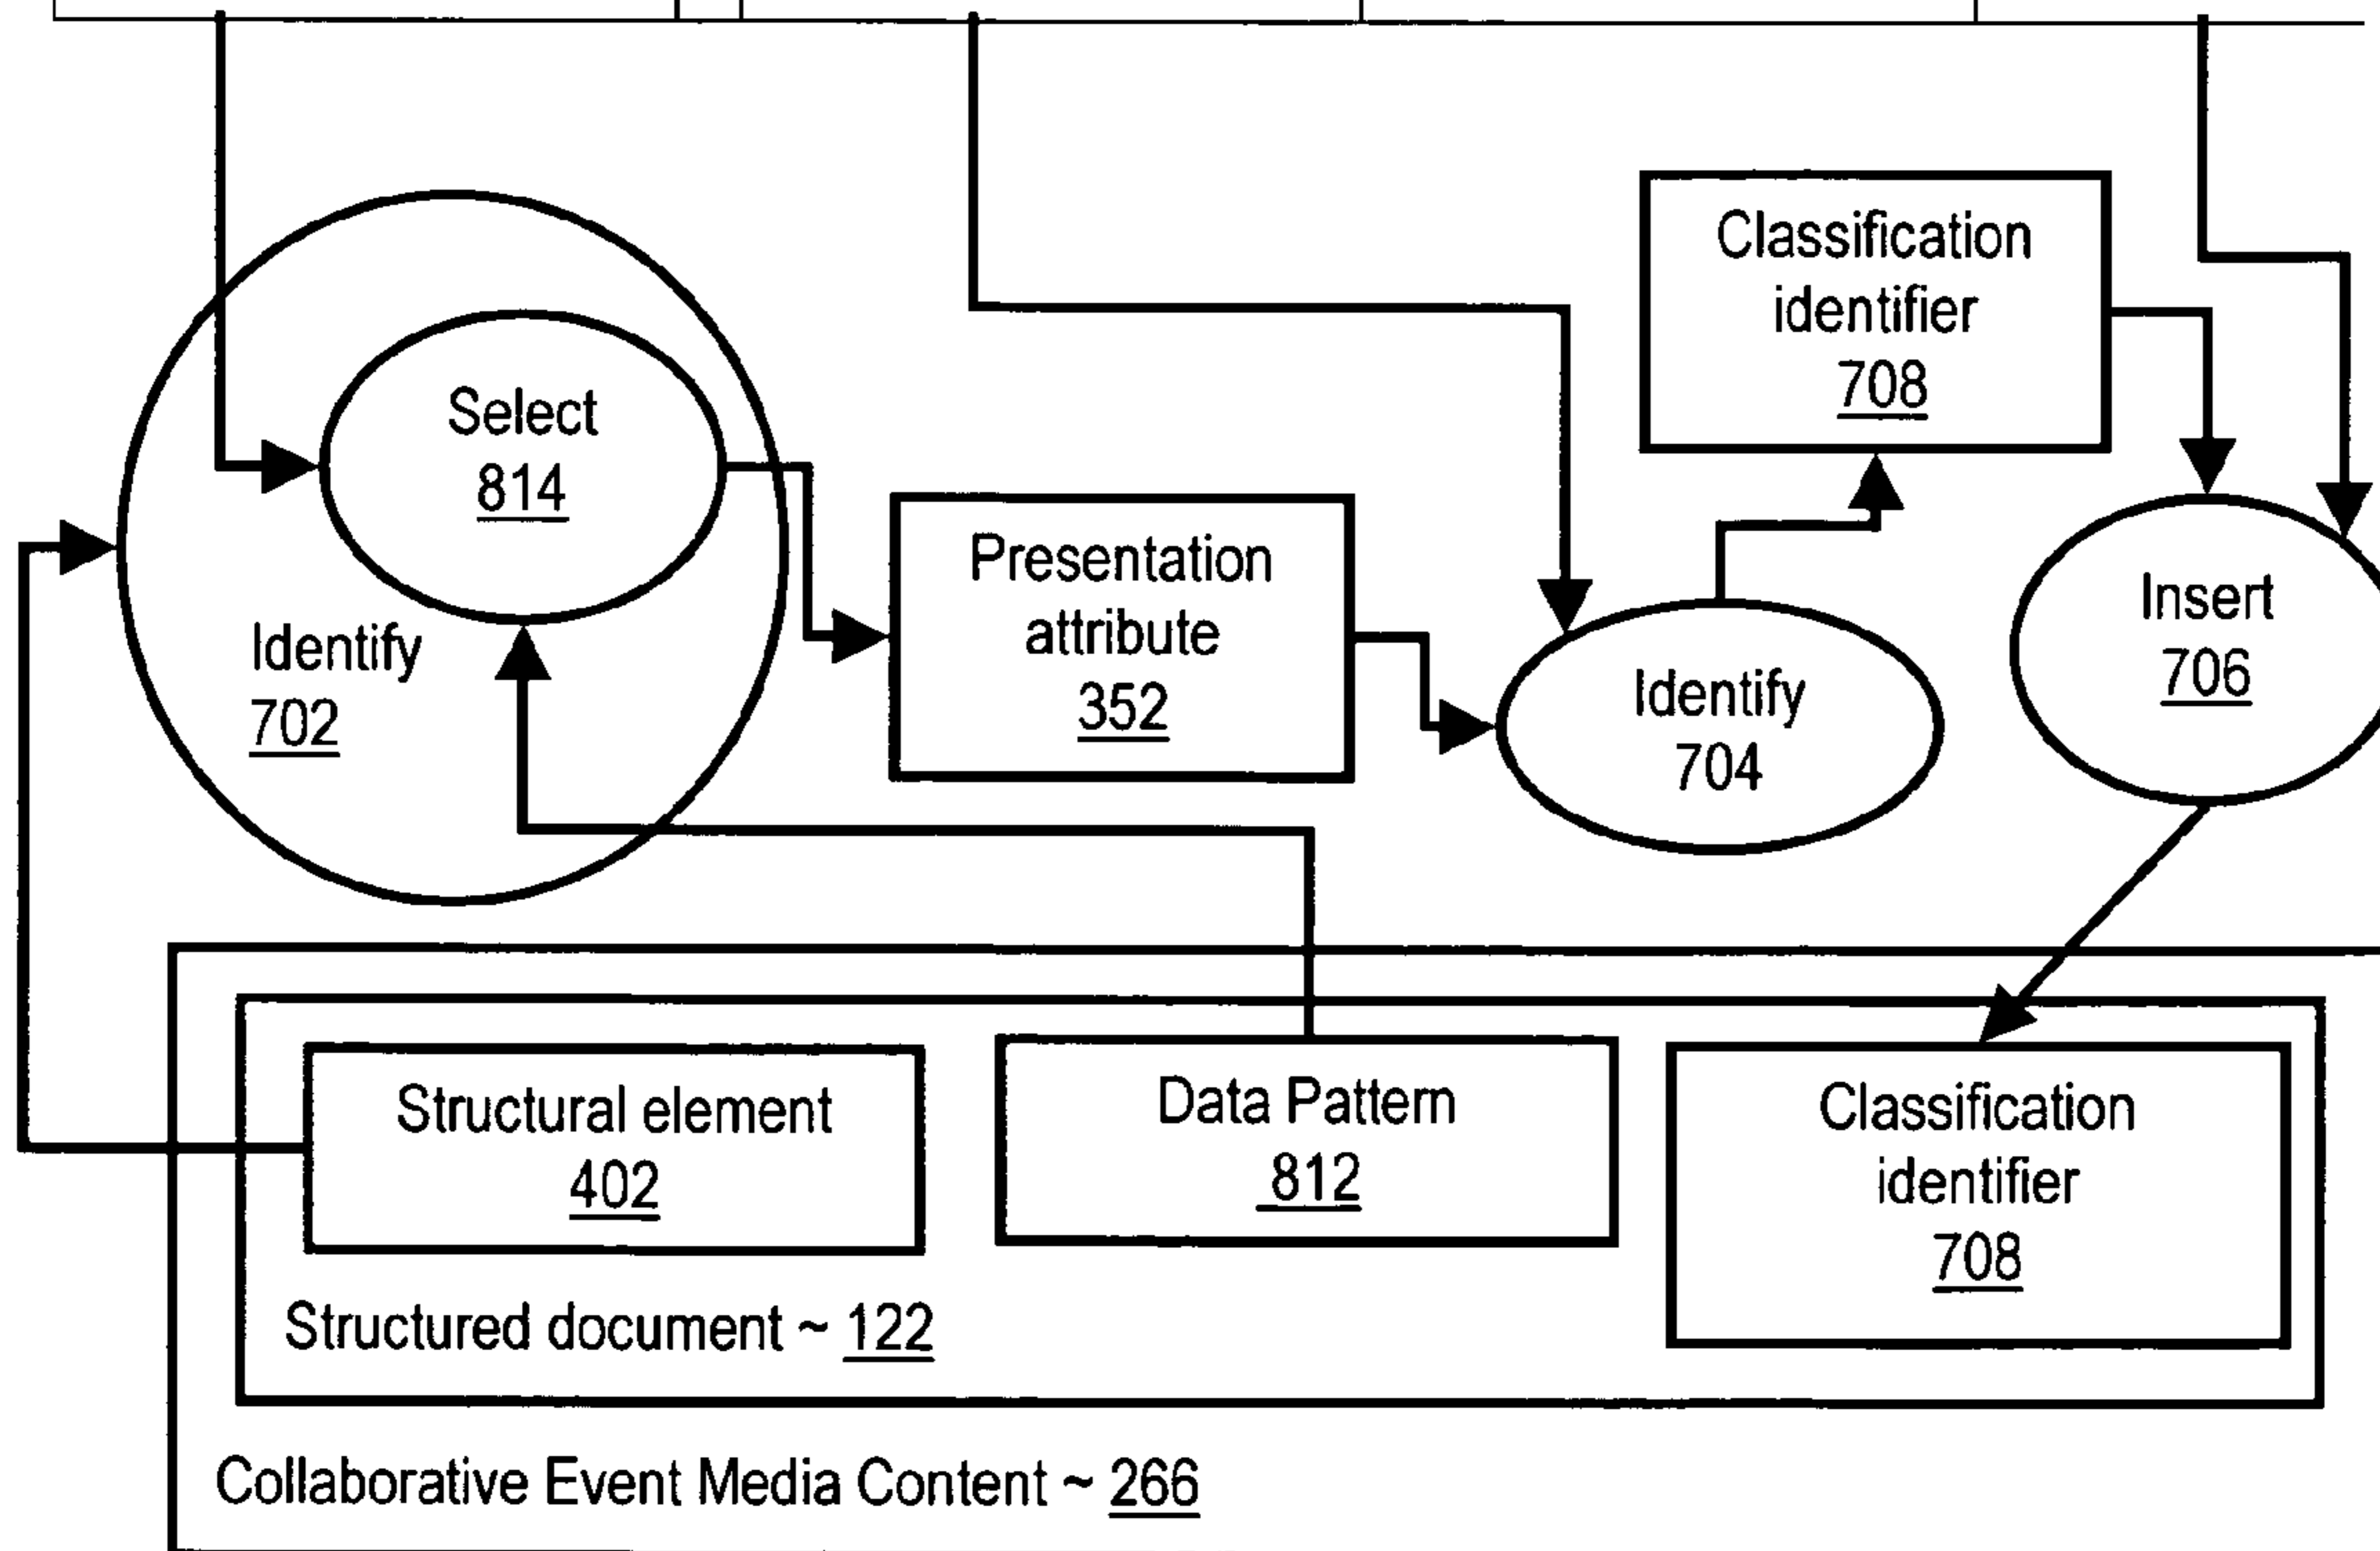 Classification
identifier
708
Select
814
Presentation
attribute
352
Insert
706
Identify
702
Identify
704
Structural element
402
Data Pattern
812
Classification
identifier
708
Structured document ~ 122
Collaborative Event Media Content ~ 266